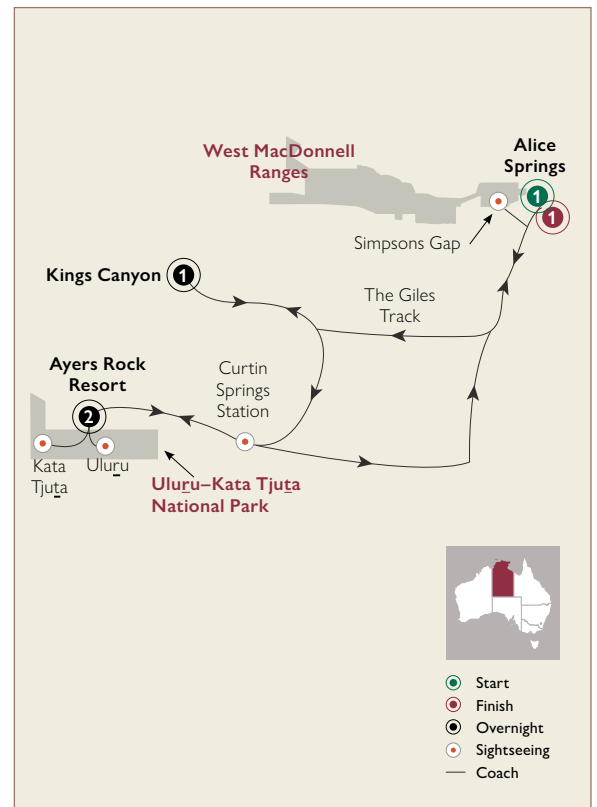 West MacDonnell
Ranges
Alice
Springs
1
1
Simpsons Gap
Kings Canyon
1
The Giles
Track
Ayers Rock
Resort
2
Curtin
Springs
Station
Kata
Tjuṯa
Uluṟu
Uluṟu–Kata Tjuṯa
National Park
Start
Finish
Overnight
Sightseeing
Coach